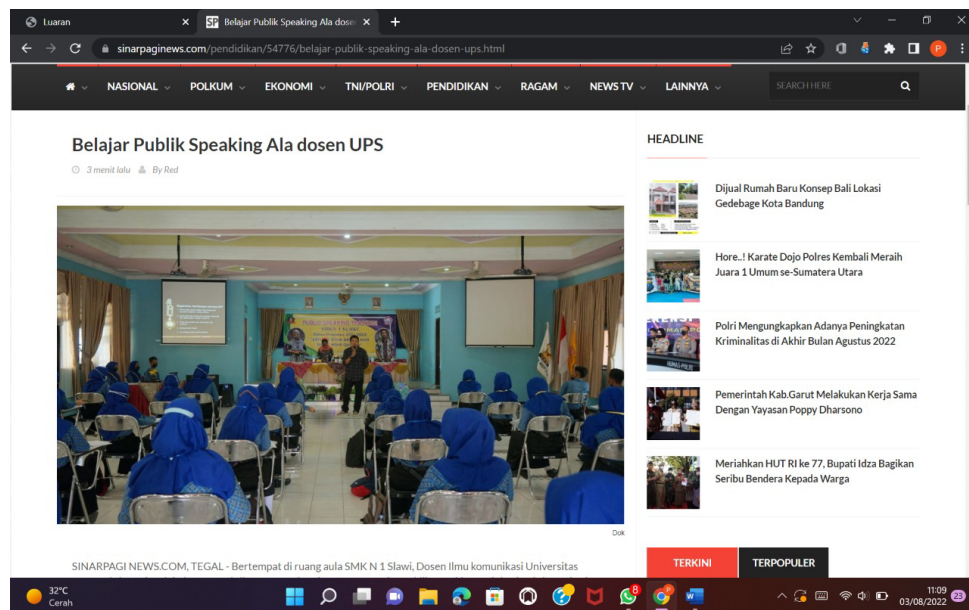 Luaran
SP Belajar Publik Speaking Ala dose
sinarpaginews.com/pendidikan/54776/belajar-publik-speaking-ala-dosen-ups.html
NASIONAL POLKUM EKONOMI TNI/POLRI PENDIDIKAN RAGAM NEWS TV LAINNYA SEARCH HERE
Belajar Publik Speaking Ala dosen UPS
3 menit lalu By Red
Dok
SINARPAGI NEWS.COM, TEGAL - Bertempat di ruang aula SMK N 1 Slawi, Dosen Ilmu komunikasi Universitas
HEADLINE
Dijual Rumah Baru Konsep Bali Lokasi
Gedebage Kota Bandung
Hore..! Karate Dojo Polres Kembali Meraih
Juara 1 Umum se-Sumatera Utara
Polri Mengungkapkan Adanya Peningkatan
Kriminalitas di Akhir Bulan Agustus 2022
Pemerintah Kab.Garut Melakukan Kerja Sama
Dengan Yayasan Poppy Dharsono
Meriahkan HUT RI ke 77, Bupati Idza Bagikan
Seribu Bendera Kepada Warga
TERKINI TERPOPULER
32°C
Cerah
11:09
03/08/2022
23